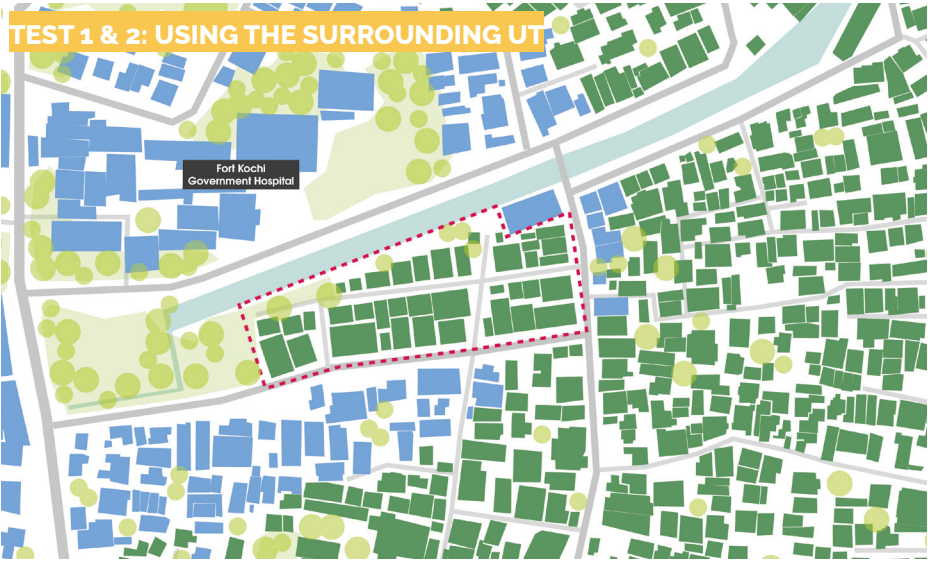 TEST 1 & 2: USING THE SURROUNDING UT
Fort Kochi
Government Hospital